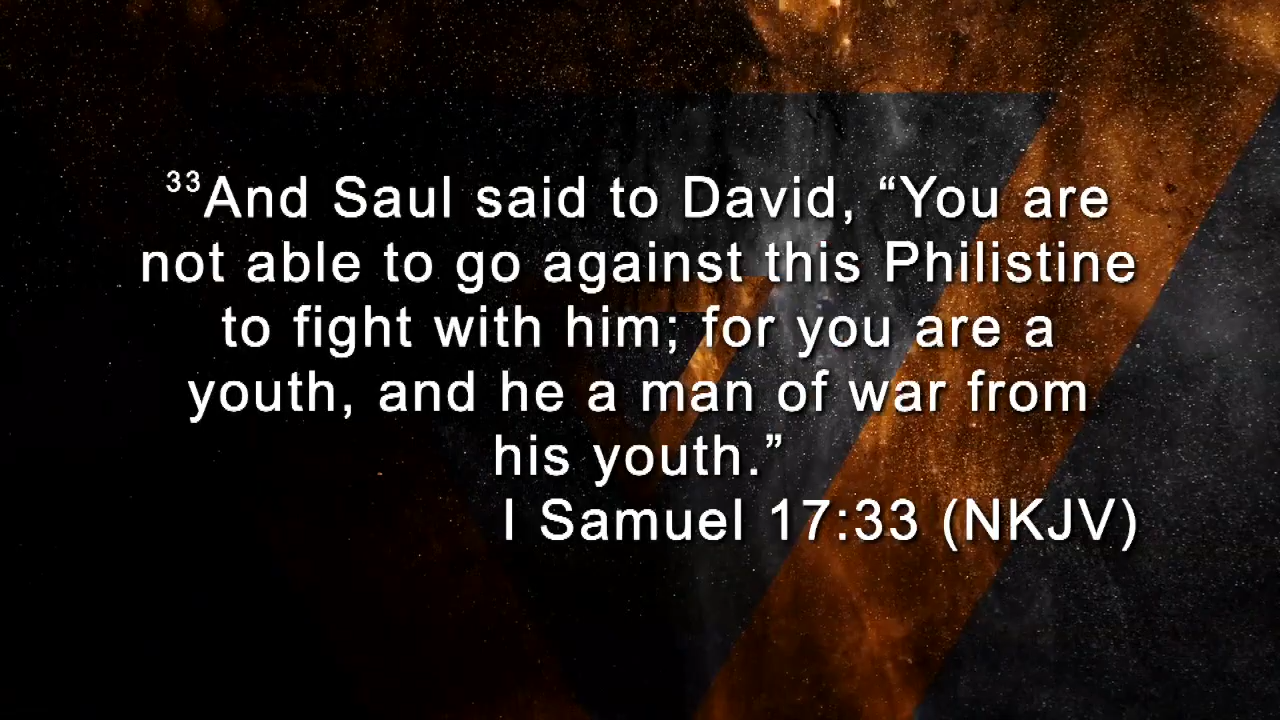 ³³And Saul said to David, “You are
not able to go against this Philistine
to fight with him; for you are a
youth, and he a man of war from
his youth.”
I Samuel 17:33 (NKJV)